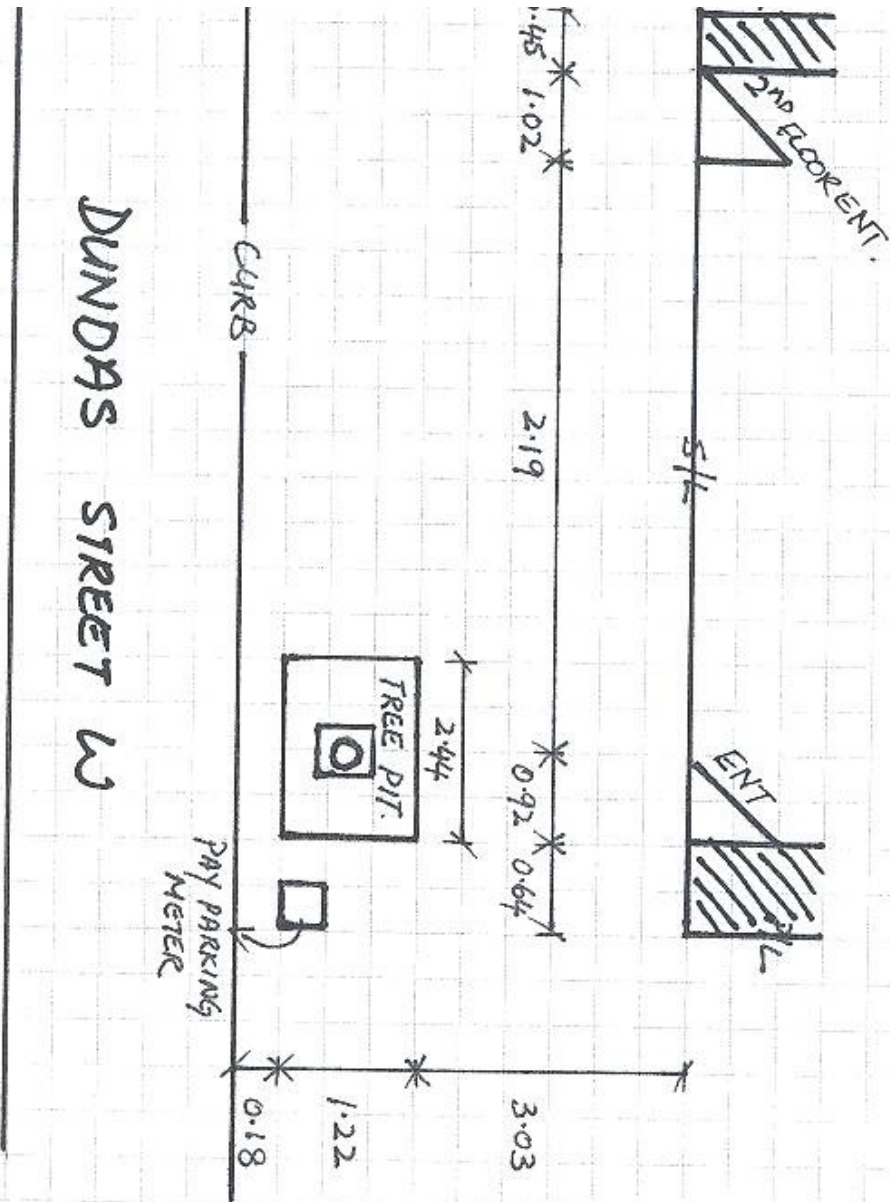 2ND FLOOR ENT.
ENT
S/L
.45 1.02 2.19 0.92 0.64
3.03
2.44
TREE PIT.
1.22
CURB
0.18
PAY PARKING
METER
DUNDAS STREET W